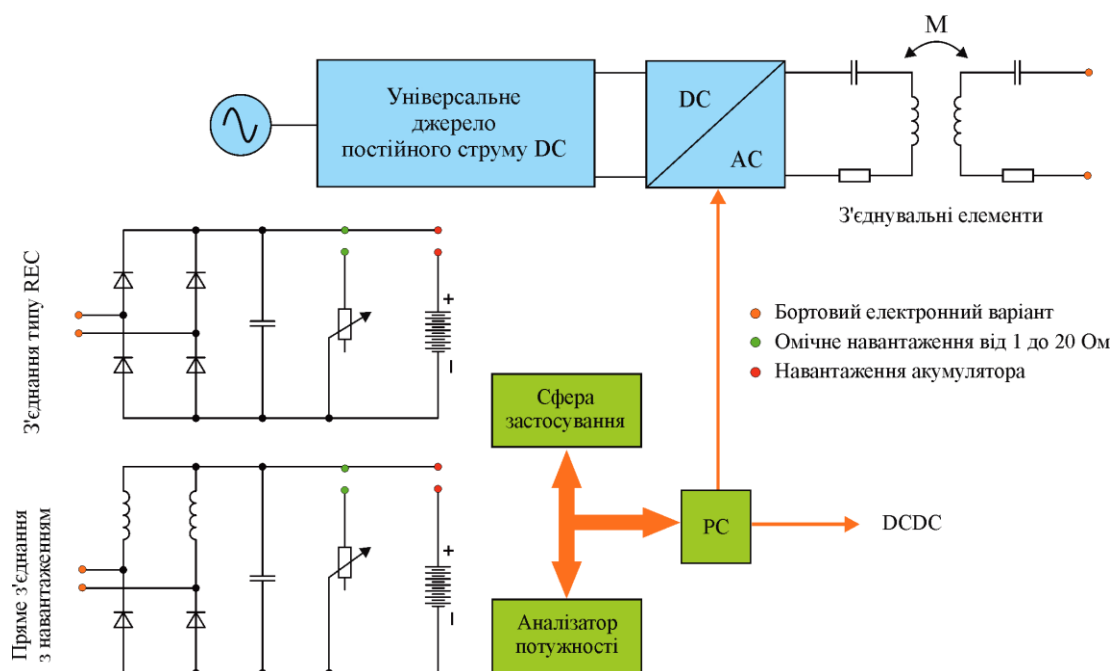 M
Універсальне
джерело
постійного струму DC
DC
AC
З'єднувальні елементи
З'єднання типу REC
+
−
Бортовий електронний варіант
Омічне навантаження від 1 до 20 Ом
Навантаження акумулятора
Сфера
застосування
PC
DCDC
Аналізатор
потужності
Пряме з'єднання
з навантаженням
+
−